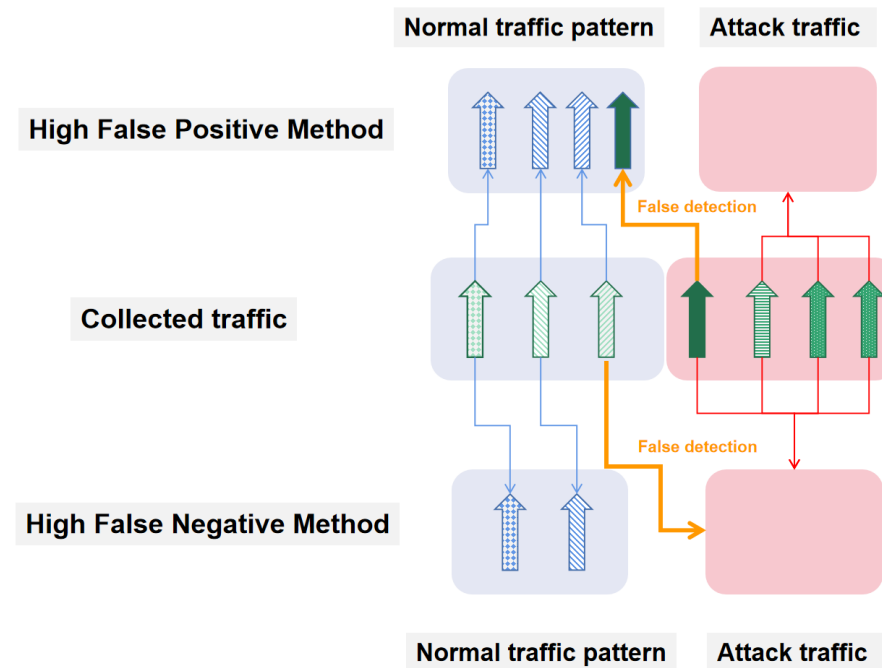 Normal traffic pattern
Attack traffic
High False Positive Method
False detection
Collected traffic
False detection
High False Negative Method
Normal traffic pattern
Attack traffic